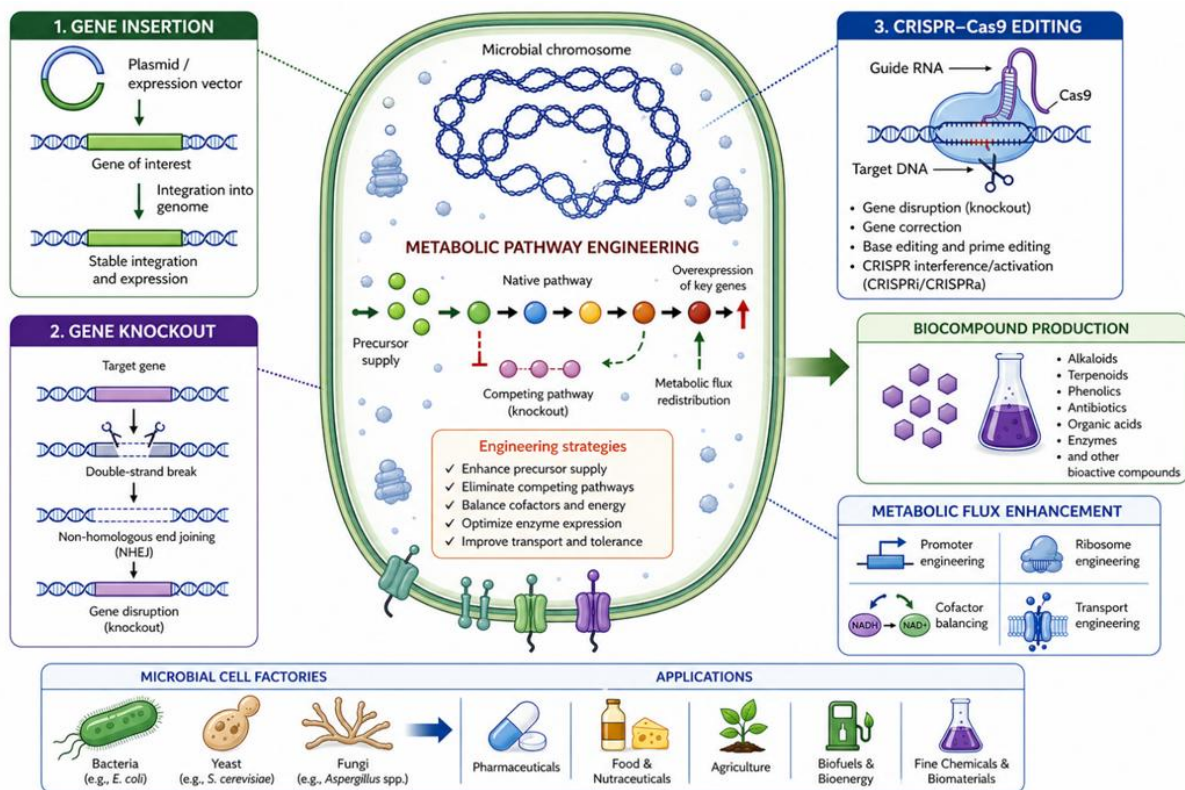 1. GENE INSERTION
Plasmid /
expression vector
Gene of interest
Integration into
genome
Stable integration
and expression
2. GENE KNOCKOUT
Target gene
Double-strand break
Non-homologous end joining
(NHEJ)
Gene disruption
(knockout)
Microbial chromosome
METABOLIC PATHWAY ENGINEERING
Native pathway
Overexpression
of key genes
Precursor
supply
Competing pathway
(knockout)
Metabolic flux
redistribution
Engineering strategies
✓ Enhance precursor supply
✓ Eliminate competing pathways
✓ Balance cofactors and energy
✓ Optimize enzyme expression
✓ Improve transport and tolerance
3. CRISPR–Cas9 EDITING
Guide RNA
Cas9
Target DNA
• Gene disruption (knockout)
• Gene correction
• Base editing and prime editing
• CRISPR interference/activation
(CRISPRi/CRISPRa)
BIOCOMPOUND PRODUCTION
• Alkaloids
• Terpenoids
• Phenolics
• Antibiotics
• Organic acids
• Enzymes
• and other
bioactive compounds
METABOLIC FLUX ENHANCEMENT
Promoter
engineering
Ribosome
engineering
NADH
NAD+
Cofactor
balancing
Transport
engineering
MICROBIAL CELL FACTORIES
Bacteria
(e.g., E. coli)
Yeast
(e.g., S. cerevisiae)
Fungi
(e.g., Aspergillus spp.)
APPLICATIONS
Pharmaceuticals
Food &
Nutraceuticals
Agriculture
Biofuels &
Bioenergy
Fine Chemicals &
Biomaterials